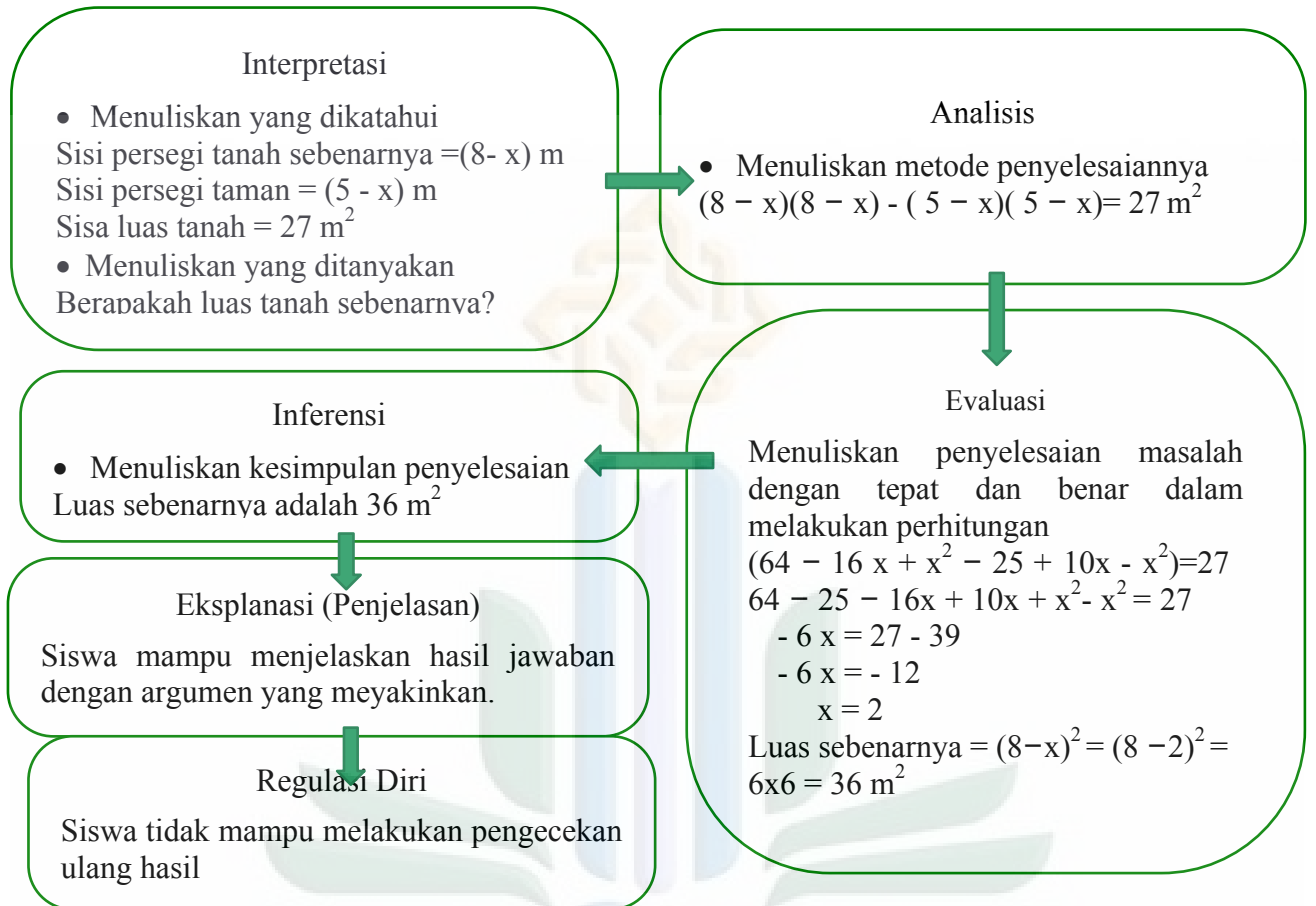 Interpretasi
• Menuliskan yang dikatahui
Sisi persegi tanah sebenarnya =(8- x) m
Sisi persegi taman = (5 - x) m
Sisa luas tanah = 27 m²
• Menuliskan yang ditanyakan
Berapakah luas tanah sebenarnya?
Analisis
• Menuliskan metode penyelesaiannya
(8 − x)(8 − x) - ( 5 − x)( 5 − x)= 27 m²
Evaluasi
Menuliskan penyelesaian masalah
dengan tepat dan benar dalam
melakukan perhitungan
(64 − 16 x + x² − 25 + 10x - x²)=27
64 − 25 − 16x + 10x + x²- x² = 27
- 6 x = 27 - 39
- 6 x = - 12
x = 2
Luas sebenarnya = (8−x)² = (8 −2)² =
6x6 = 36 m²
Inferensi
• Menuliskan kesimpulan penyelesaian
Luas sebenarnya adalah 36 m²
Eksplanasi (Penjelasan)
Siswa mampu menjelaskan hasil jawaban
dengan argumen yang meyakinkan.
Regulasi Diri
Siswa tidak mampu melakukan pengecekan
ulang hasil